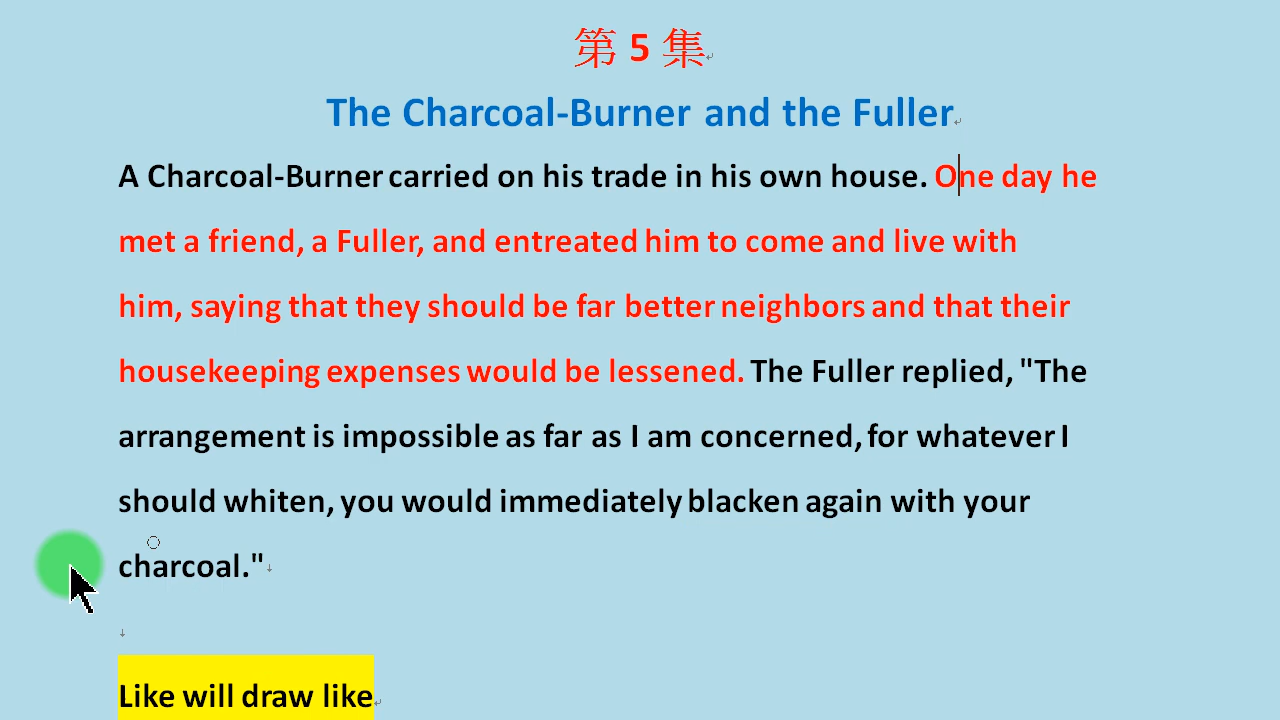 第 5 集
The Charcoal-Burner and the Fuller
A Charcoal-Burner carried on his trade in his own house. One day he
met a friend, a Fuller, and entreated him to come and live with
him, saying that they should be far better neighbors and that their
housekeeping expenses would be lessened. The Fuller replied, "The
arrangement is impossible as far as I am concerned, for whatever I
should whiten, you would immediately blacken again with your
charcoal."
Like will draw like